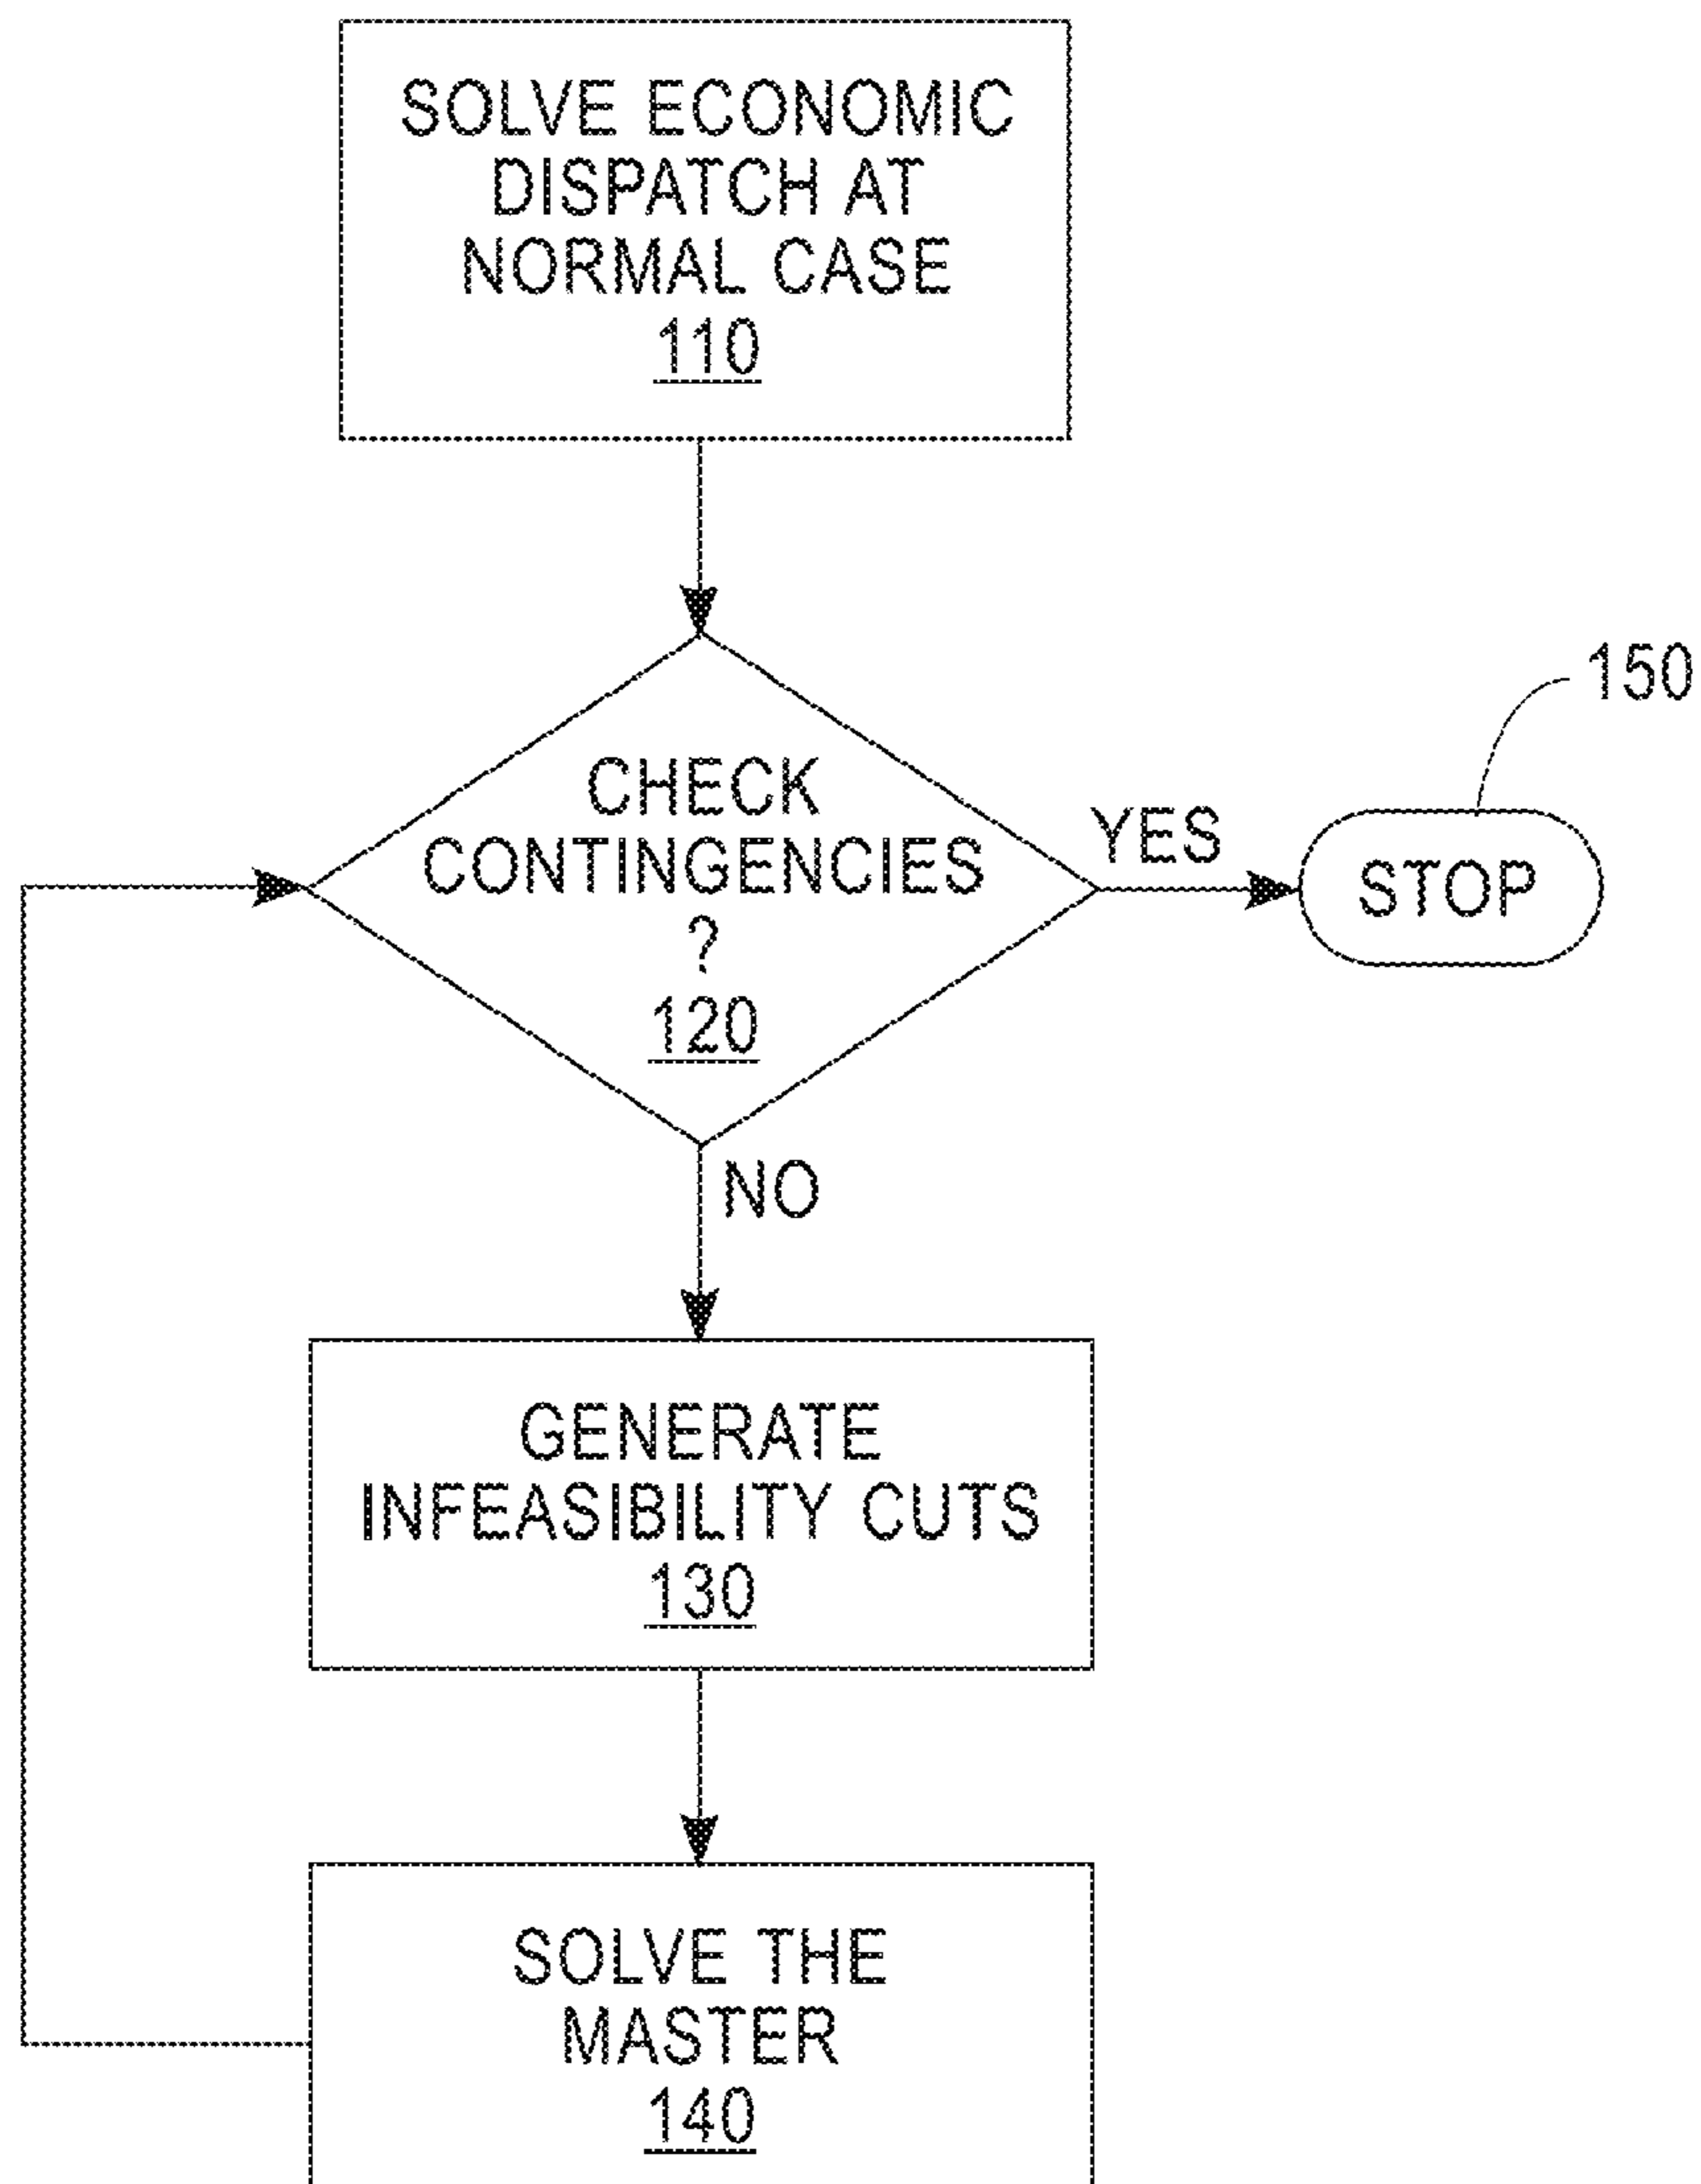 SOLVE ECONOMIC
DISPATCH AT
NORMAL CASE
110
150
CHECK
CONTINGENCIES
?
120
YES
STOP
NO
GENERATE
INFEASIBILITY CUTS
130
SOLVE THE
MASTER
140